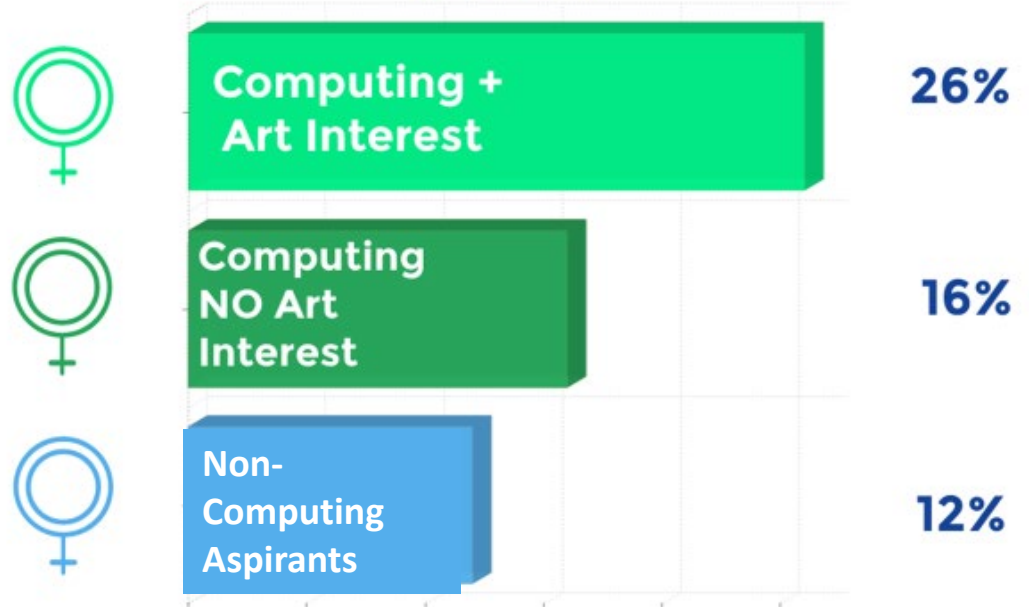 Computing +
Art Interest
26%
Computing
NO Art
Interest
16%
Non-
Computing
Aspirants
12%